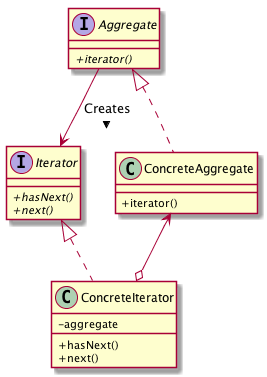 I Aggregate
+iterator()
Creates
I Iterator
+hasNext()
+next()
C ConcreteAggregate
+iterator()
C ConcreteIterator
-aggregate
+hasNext()
+next()